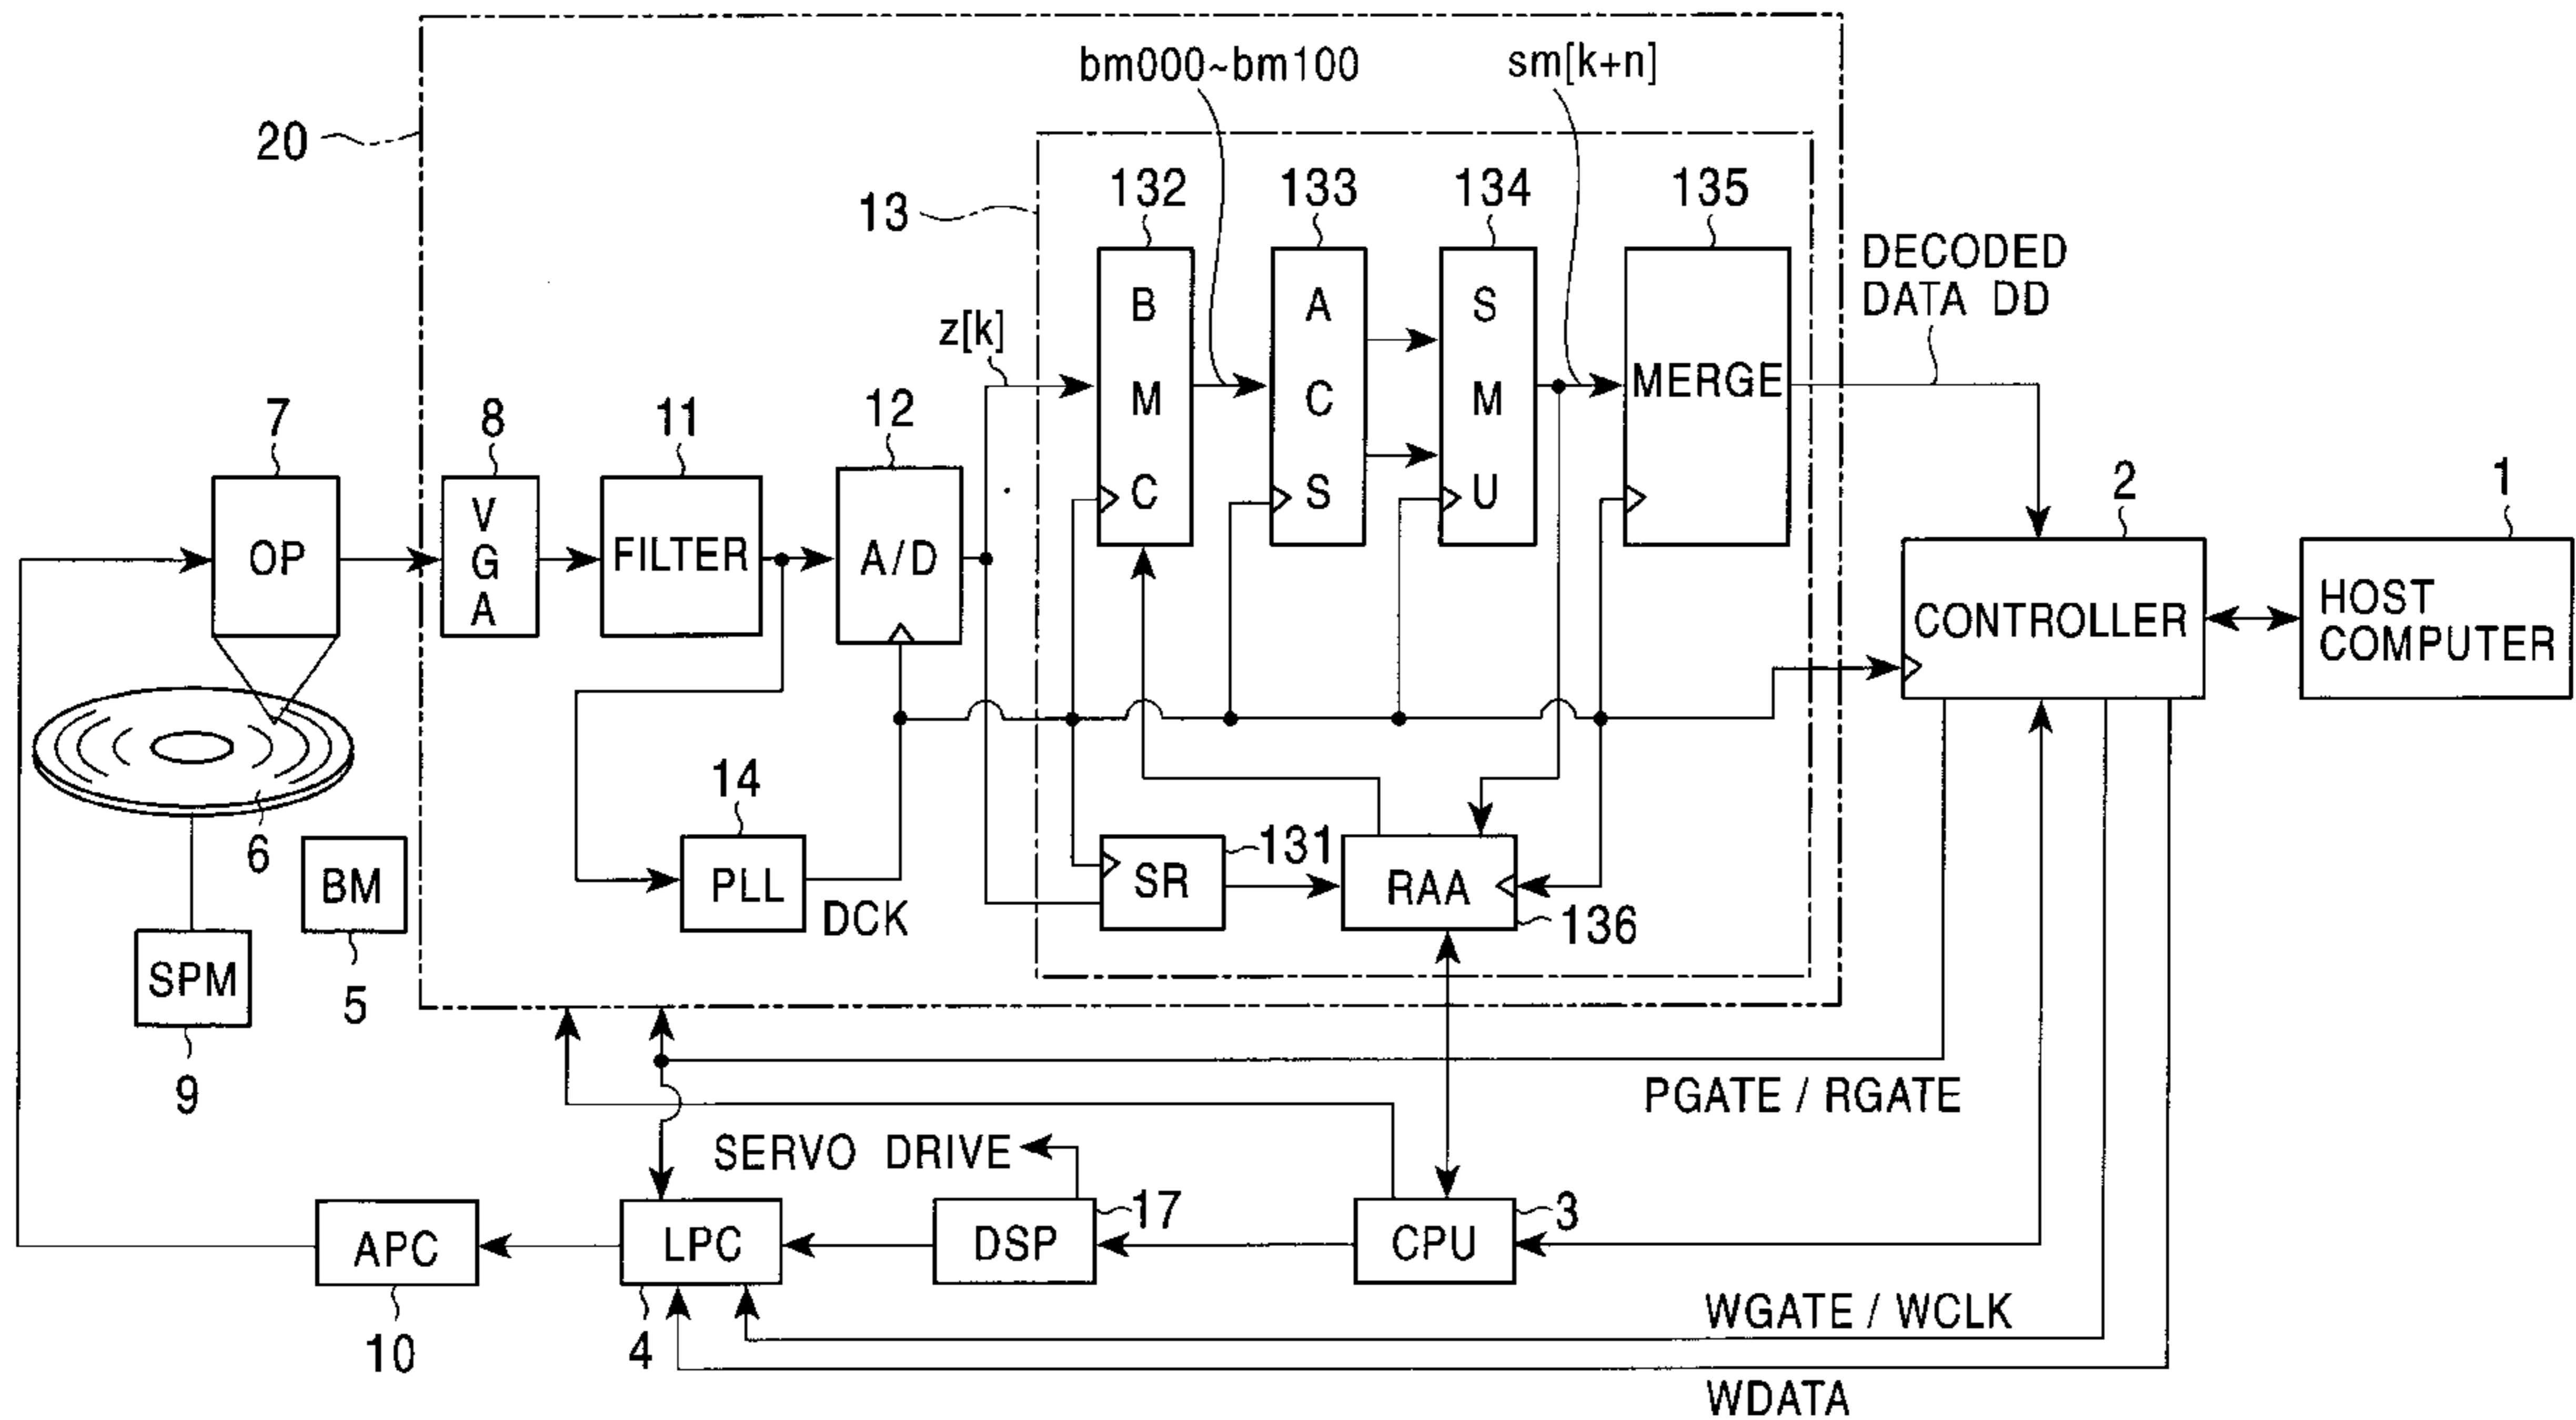 bm000~bm100
sm[k+n]
20
132
133
134
135
13
DECODED
DATA DD
z[k]
B
M
C
A
C
S
S
M
U
MERGE
7
8
11
12
2
1
OP
V
G
A
FILTER
A/D
CONTROLLER
HOST
COMPUTER
14
6
BM
5
PLL
DCK
131
SR
RAA
136
SPM
9
PGATE / RGATE
SERVO DRIVE
17
3
APC
LPC
DSP
CPU
10
4
WGATE / WCLK
WDATA